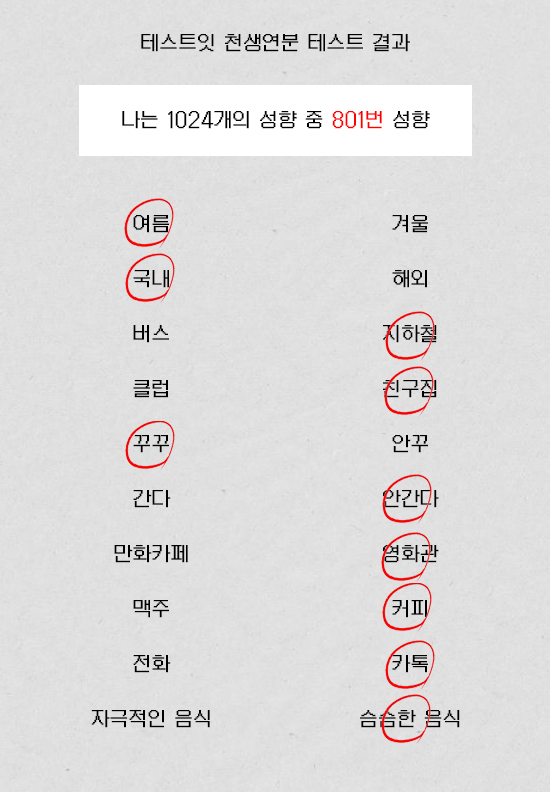 테스트잇 천생연분 테스트 결과
나는 1024개의 성향 중 801번 성향
여름 겨울
국내 해외
버스 지하철
클럽 친구집
꾸꾸 안꾸
간다 안간다
만화카페 영화관
맥주 커피
전화 카톡
자극적인 음식 슴슴한 음식